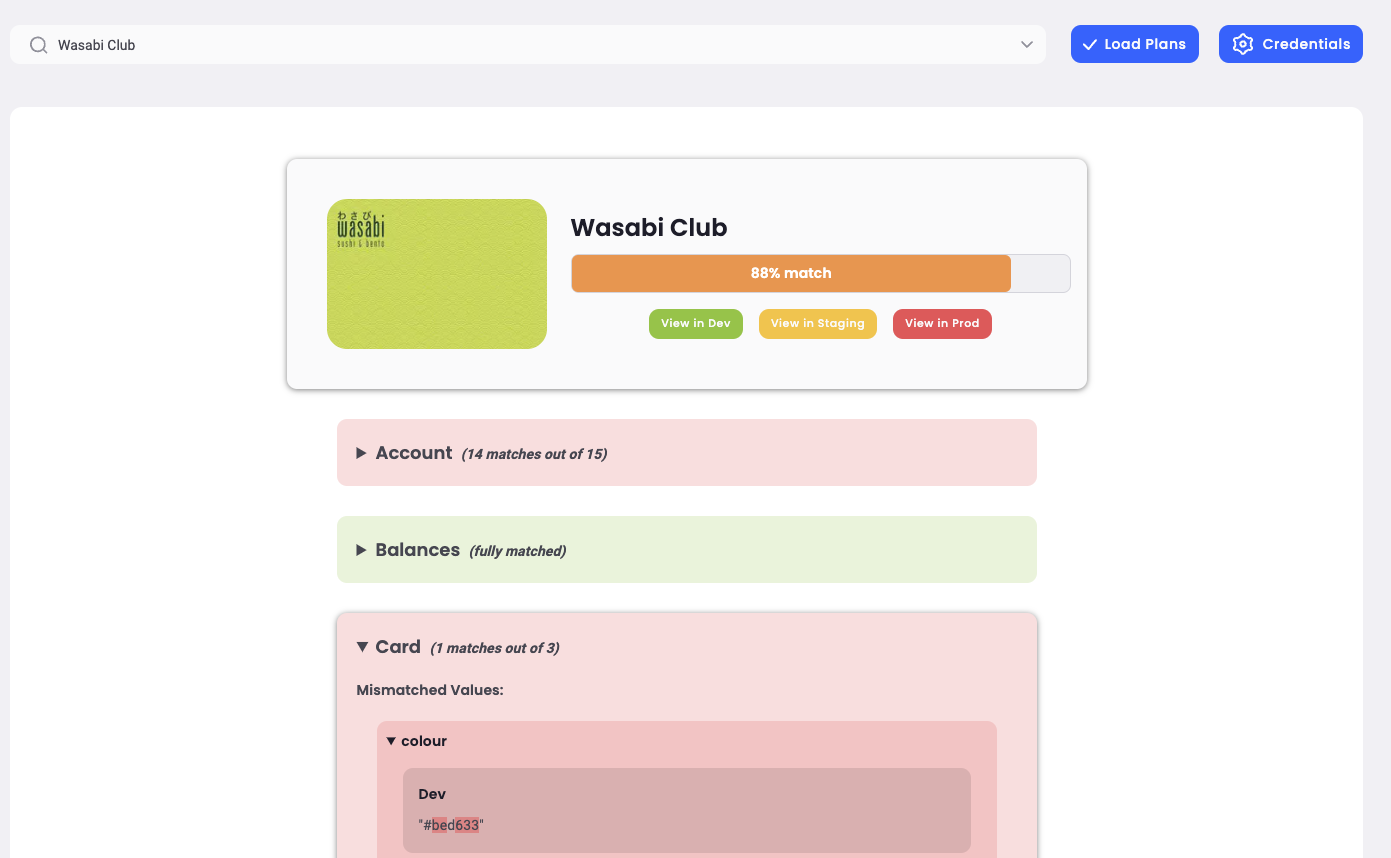 Wasabi Club
Load Plans
Credentials
わさび
wasabi
sushi & bento
Wasabi Club
88% match
View in Dev
View in Staging
View in Prod
Account (14 matches out of 15)
Balances (fully matched)
Card (1 matches out of 3)
Mismatched Values:
colour
Dev
"#bed633"